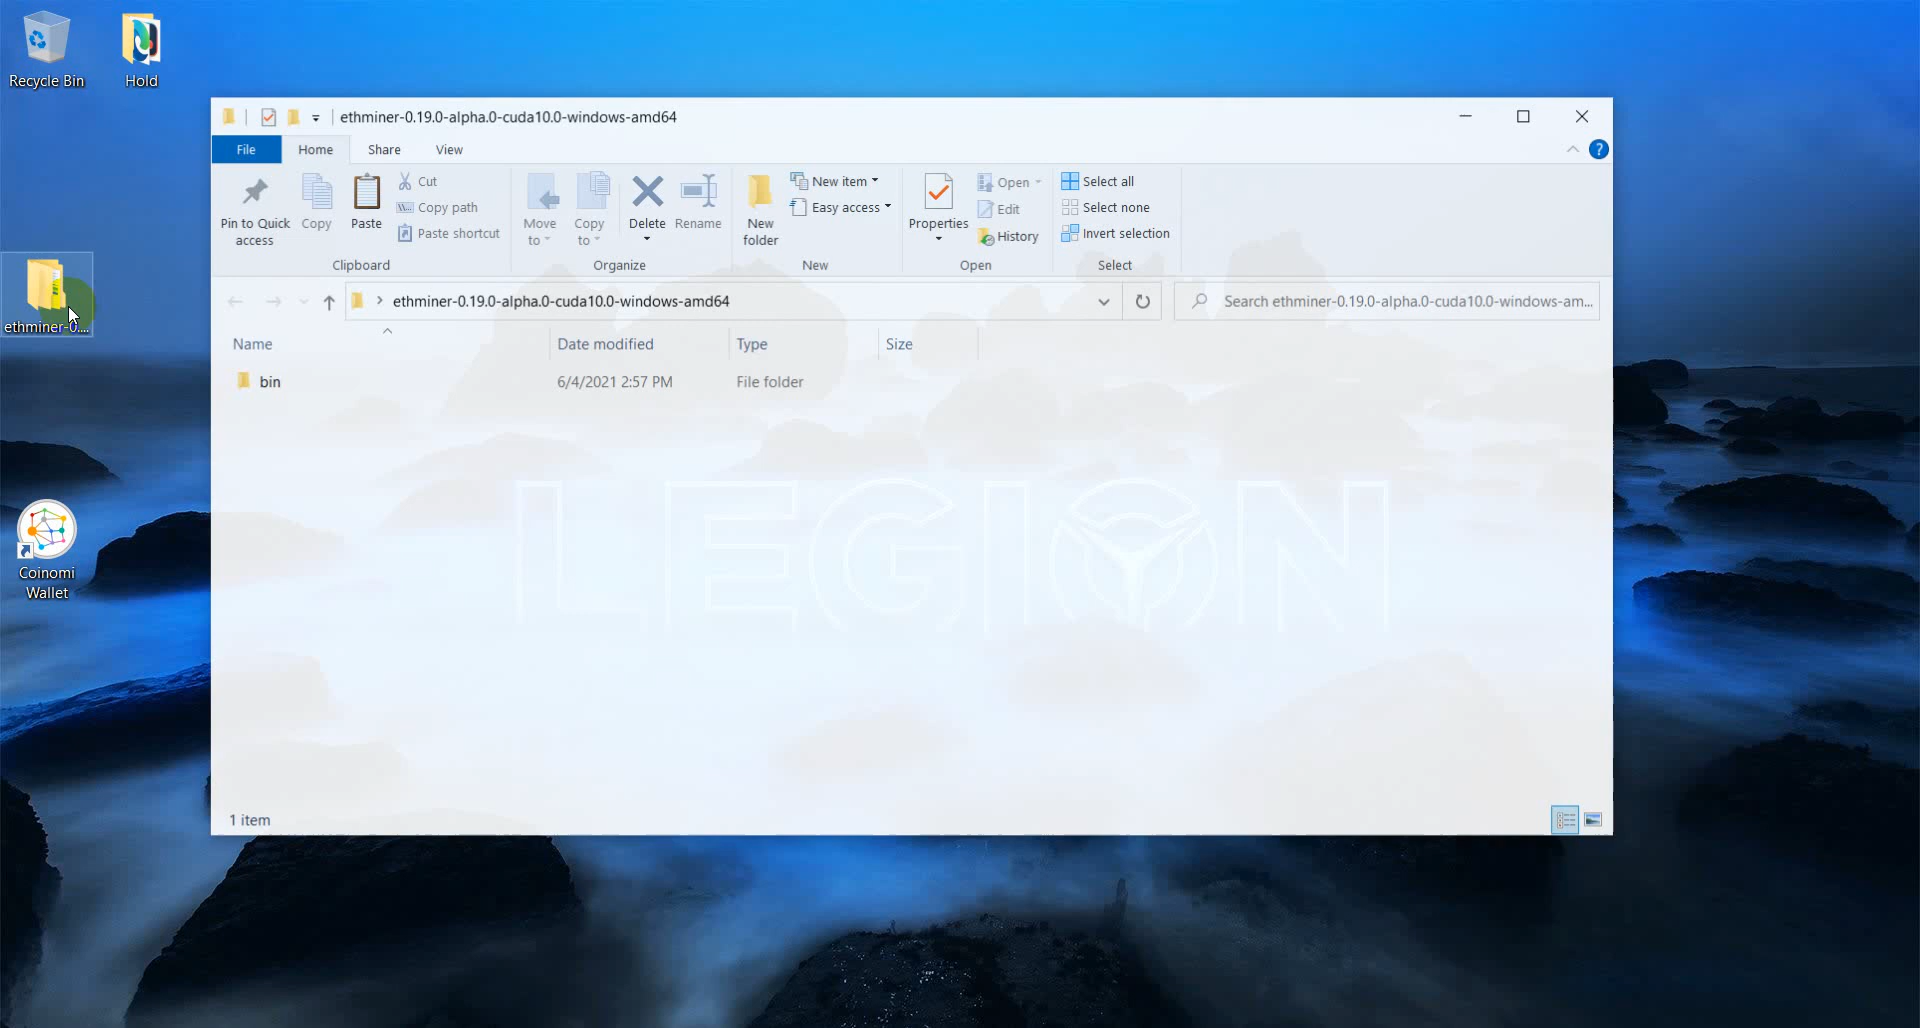 Recycle Bin
Hold
ethminer-0....
Coinomi
Wallet
ethminer-0.19.0-alpha.0-cuda10.0-windows-amd64
File
Home
Share
View
?
Pin to Quick
access
Copy
Paste
Cut
Copy path
Paste shortcut
Clipboard
Move
to
Copy
to
Delete
Rename
Organize
New
folder
New item
Easy access
New
Properties
Open
Edit
History
Open
Select all
Select none
Invert selection
Select
ethminer-0.19.0-alpha.0-cuda10.0-windows-amd64
Search ethminer-0.19.0-alpha.0-cuda10.0-windows-am...
Name
Date modified
Type
Size
bin
6/4/2021 2:57 PM
File folder
LEGION
1 item